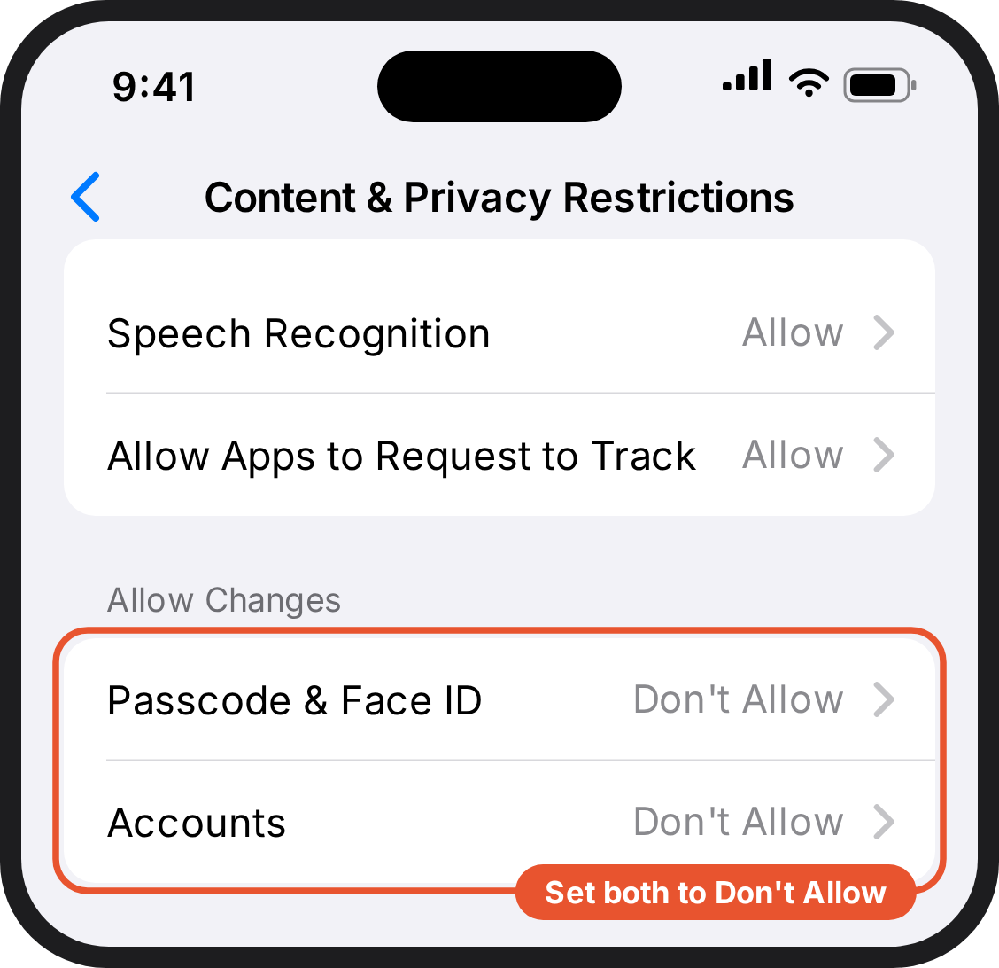 9:41
Content & Privacy Restrictions
Speech Recognition Allow
Allow Apps to Request to Track Allow
Allow Changes
Passcode & Face ID Don't Allow
Accounts Don't Allow
Set both to Don't Allow